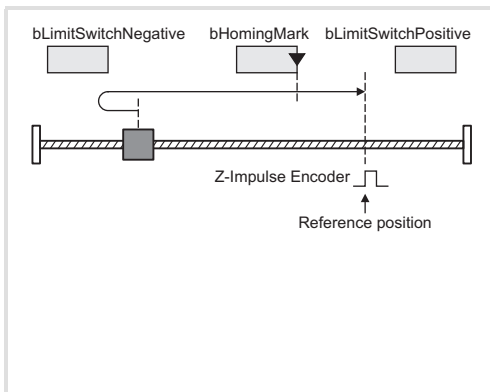 bLimitSwitchNegative bHomingMark bLimitSwitchPositive
Z-Impulse Encoder
Reference position